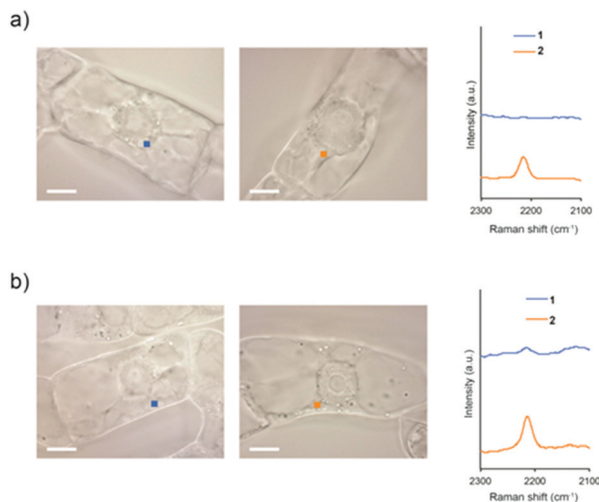 a)
1
2
Intensity (a.u.)
2300 2200 2100
Raman shift (cm⁻¹)
b)
1
2
Intensity (a.u.)
2300 2200 2100
Raman shift (cm⁻¹)